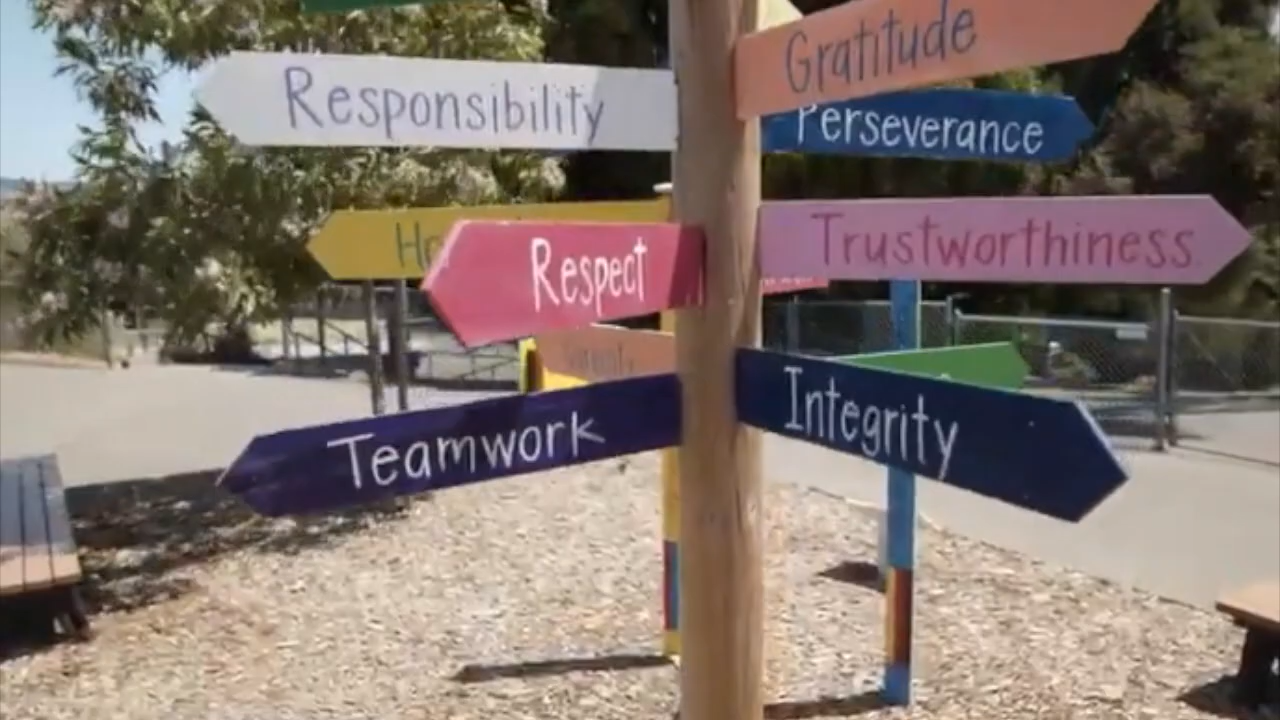 Gratitude
Responsibility
Perseverance
Trustworthiness
Respect
Teamwork
Integrity